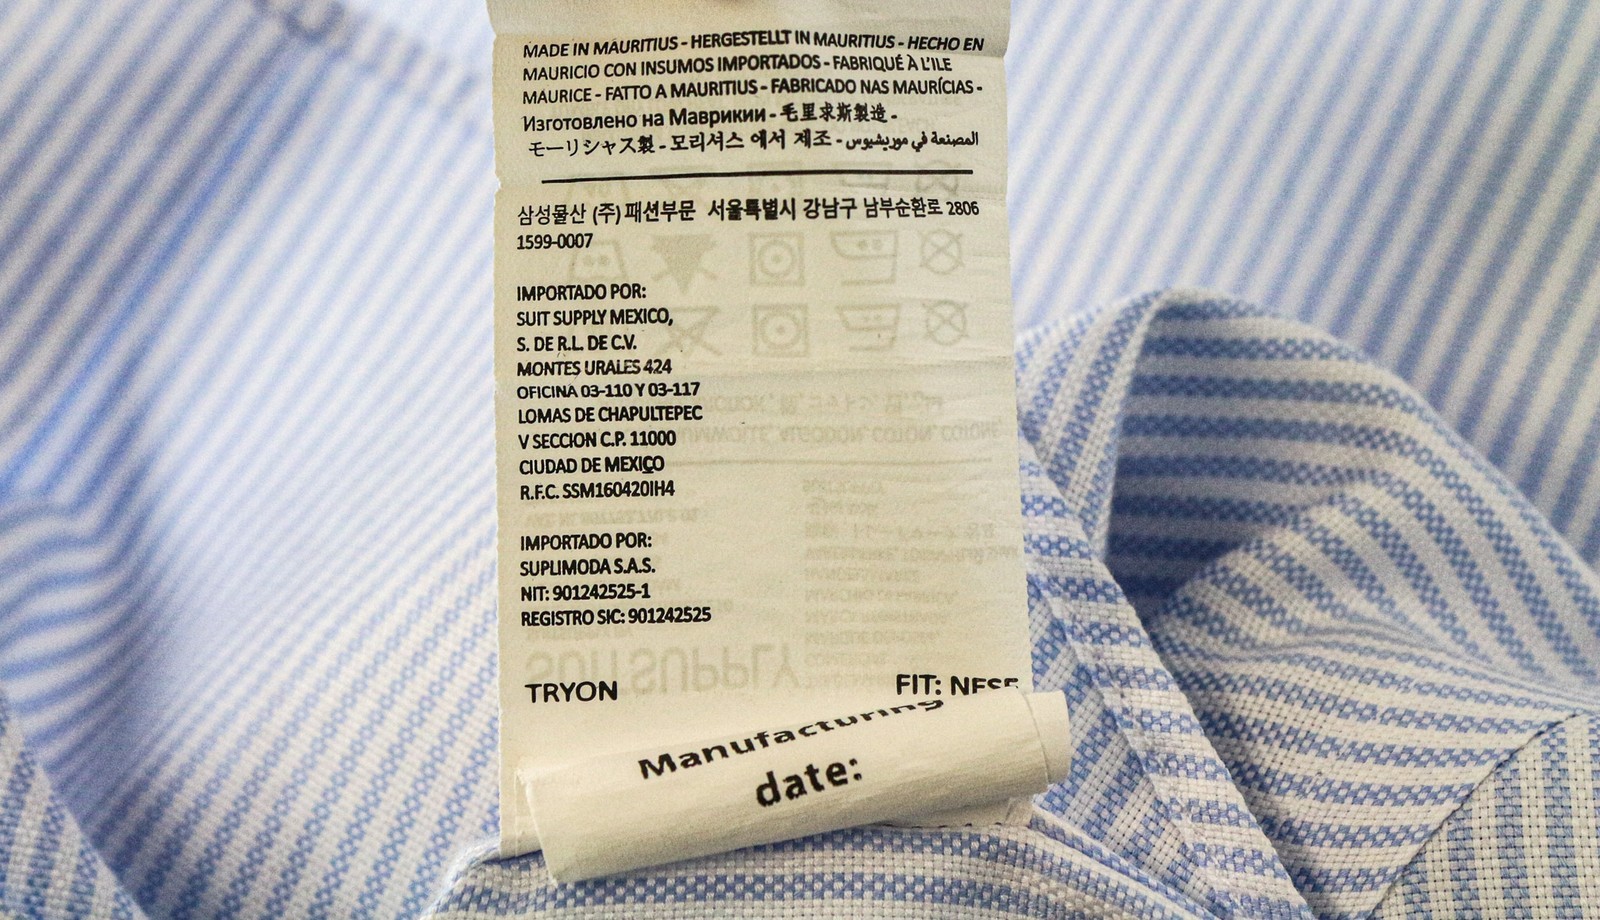 MADE IN MAURITIUS - HERGESTELLT IN MAURITIUS - HECHO EN
MAURICIO CON INSUMOS IMPORTADOS - FABRIQUÉ À L'ILE
MAURICE - FATTO A MAURITIUS - FABRICADO NAS MAURÍCIAS -
Изготовлено на Маврикии - 毛里求斯製造 -
モーリシャス製 - 모리셔스 에서 제조 - المصنعة في موريشيوس
삼성물산 (주) 패션부문 서울특별시 강남구 남부순환로 2806
1599-0007
IMPORTADO POR:
SUIT SUPPLY MEXICO,
S. DE R.L. DE C.V.
MONTES URALES 424
OFICINA 03-110 Y 03-117
LOMAS DE CHAPULTEPEC
V SECCION C.P. 11000
CIUDAD DE MEXICO
R.F.C. SSM160420IH4
IMPORTADO POR:
SUPLIMODA S.A.S.
NIT: 901242525-1
REGISTRO SIC: 901242525
TRYON FIT:
Manufacturing
date: